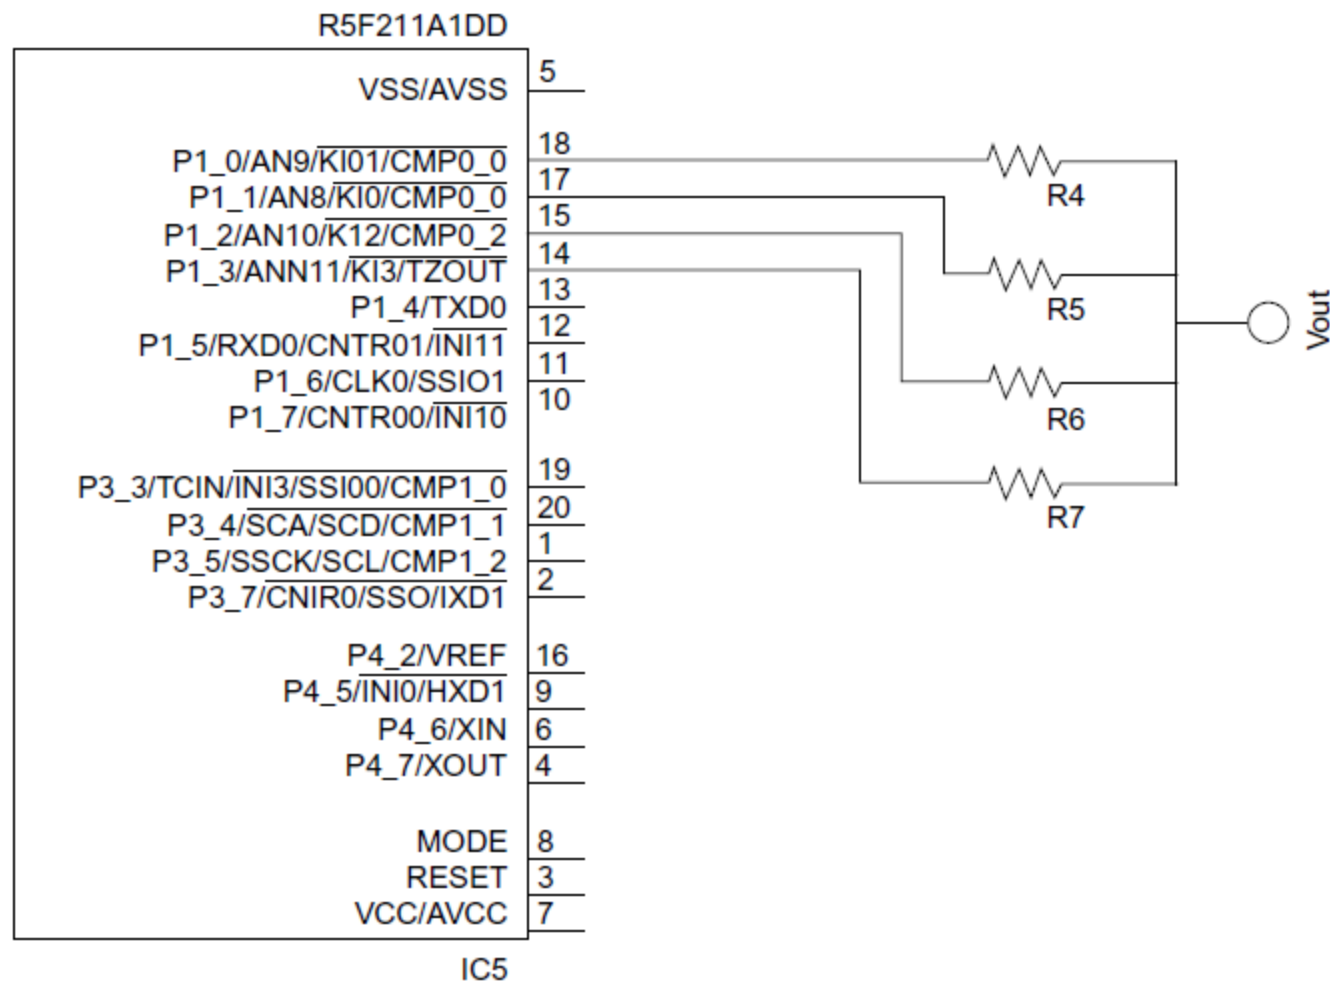 R5F211A1DD
VSS/AVSS 5
P1_0/AN9/KI01/CMP0_0 18
P1_1/AN8/KI0/CMP0_0 17
P1_2/AN10/K12/CMP0_2 15
P1_3/ANN11/KI3/TZOUT 14
P1_4/TXD0 13
P1_5/RXD0/CNTR01/INI11 12
P1_6/CLK0/SSIO1 11
P1_7/CNTR00/INI10 10
P3_3/TCIN/INI3/SSI00/CMP1_0 19
P3_4/SCA/SCD/CMP1_1 20
P3_5/SSCK/SCL/CMP1_2 1
P3_7/CNIR0/SSO/IXD1 2
P4_2/VREF 16
P4_5/INI0/HXD1 9
P4_6/XIN 6
P4_7/XOUT 4
MODE 8
RESET 3
VCC/AVCC 7
IC5
R4
R5
R6
R7
Vout